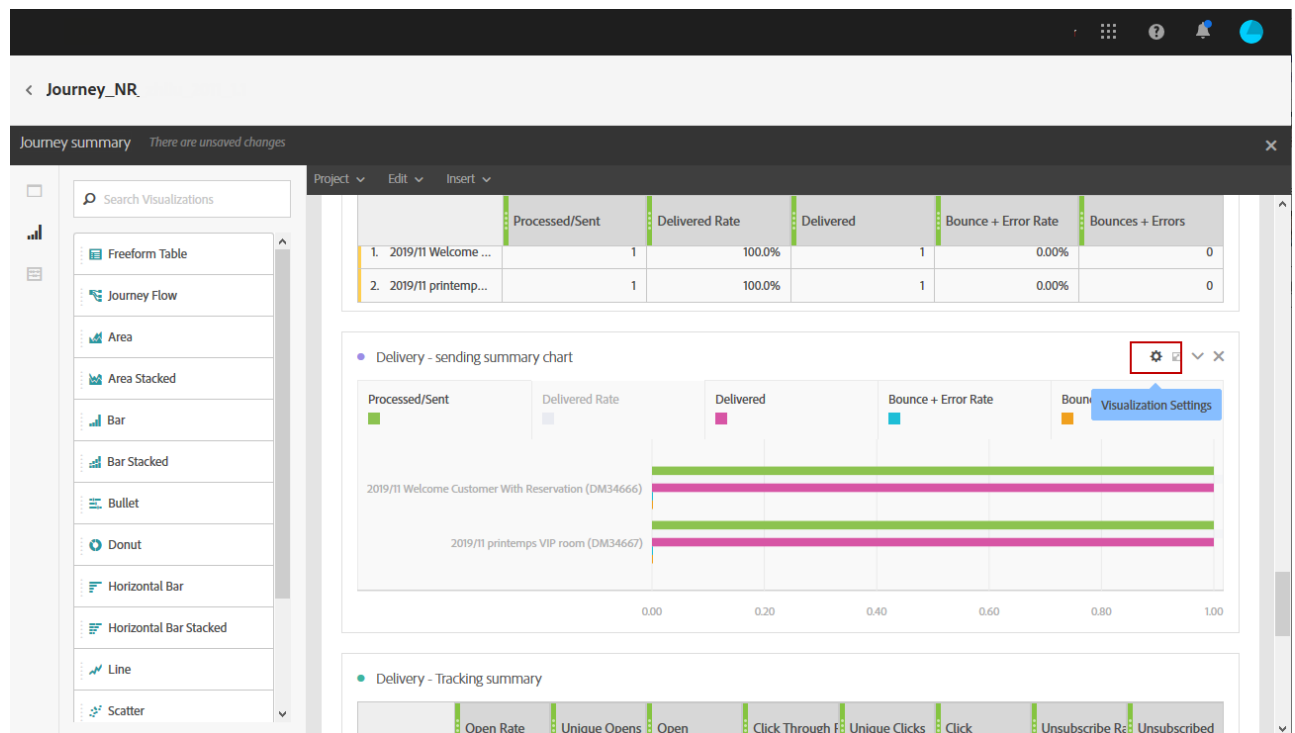 Journey_NR
Journey summary There are unsaved changes
Project Edit Insert
Search Visualizations
Freeform Table
Journey Flow
Area
Area Stacked
Bar
Bar Stacked
Bullet
Donut
Horizontal Bar
Horizontal Bar Stacked
Line
Scatter
Processed/Sent Delivered Rate Delivered Bounce + Error Rate Bounces + Errors
1. 2019/11 Welcome ... 1 100.0% 1 0.00% 0
2. 2019/11 printemp... 1 100.0% 1 0.00% 0
Delivery - sending summary chart
Visualization Settings
Processed/Sent Delivered Rate Delivered Bounce + Error Rate Boun
2019/11 Welcome Customer With Reservation (DM34666)
2019/11 printemps VIP room (DM34667)
0.00 0.20 0.40 0.60 0.80 1.00
Delivery - Tracking summary
Open Rate Unique Opens Open Click Through Unique Clicks Click Unsubscribe Ra Unsubscribed